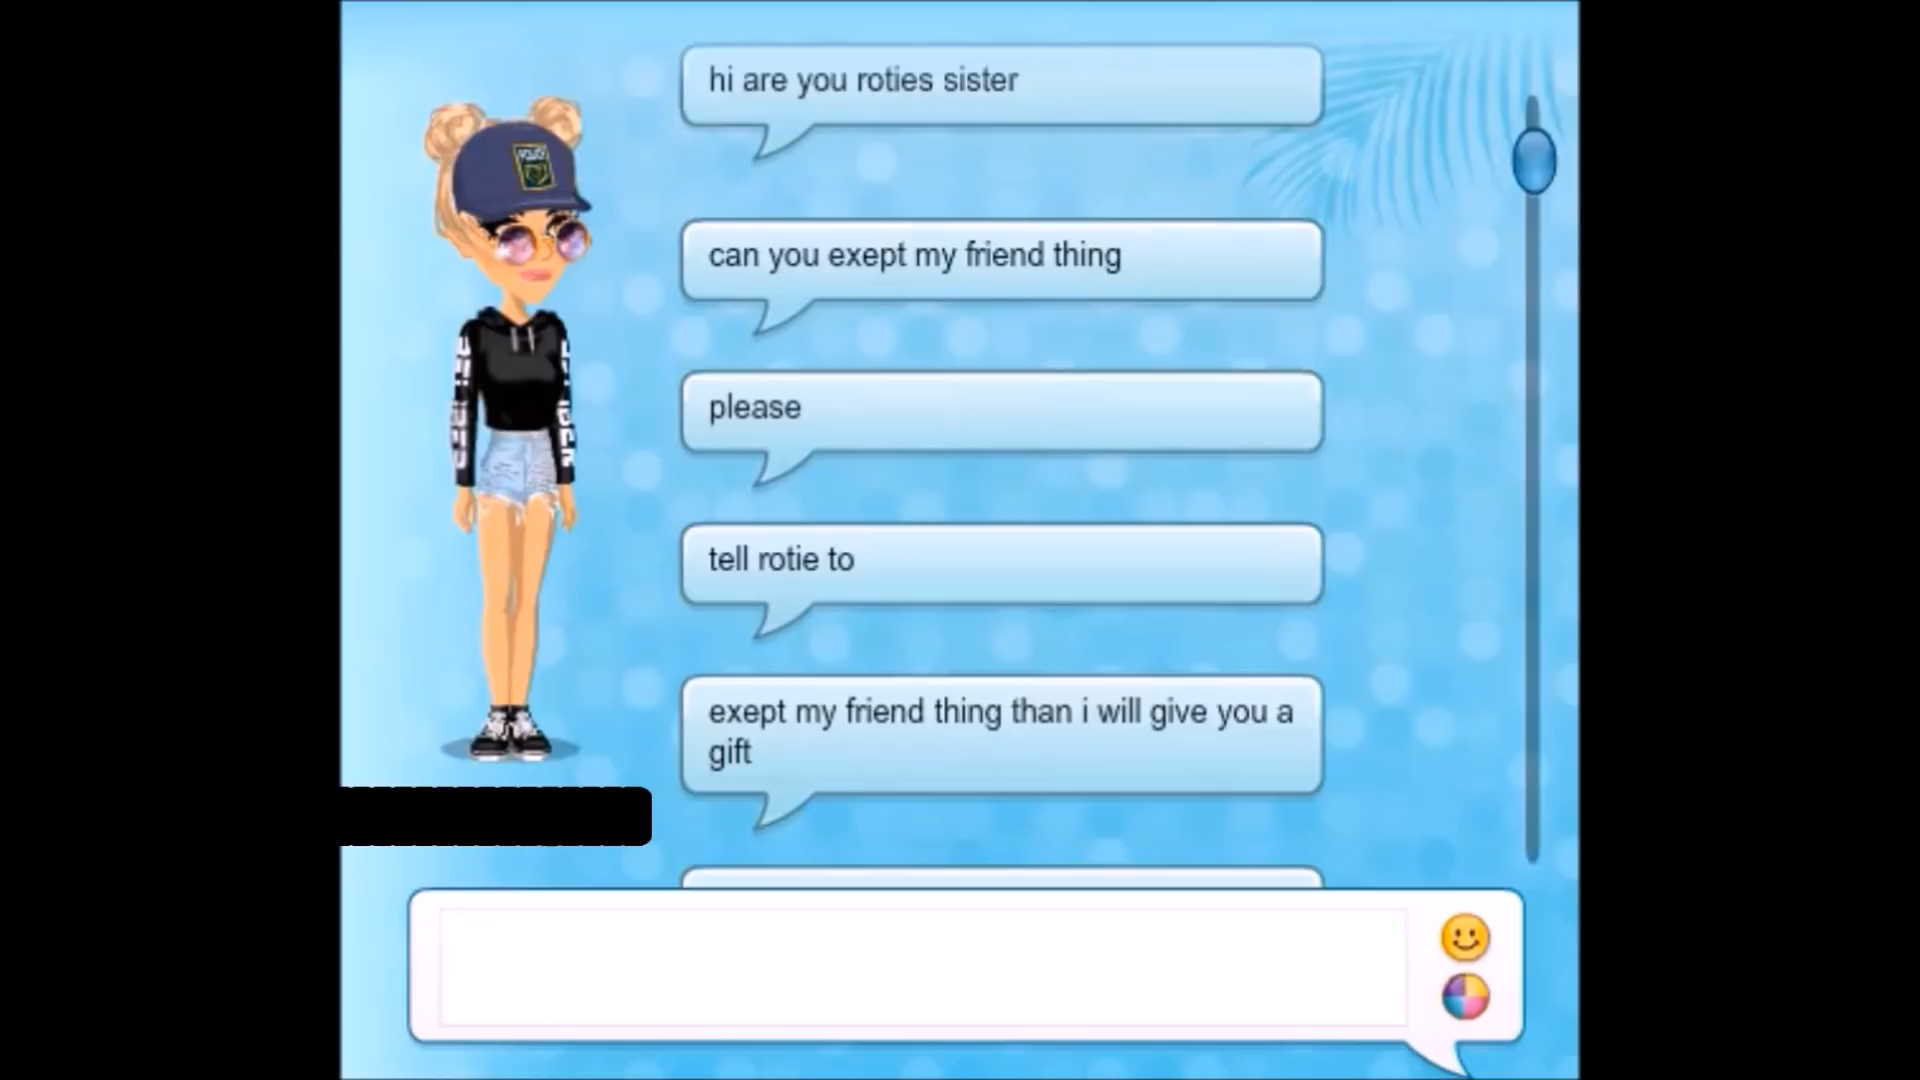 hi are you roties sister
can you exept my friend thing
please
tell rotie to
exept my friend thing than i will give you a
gift